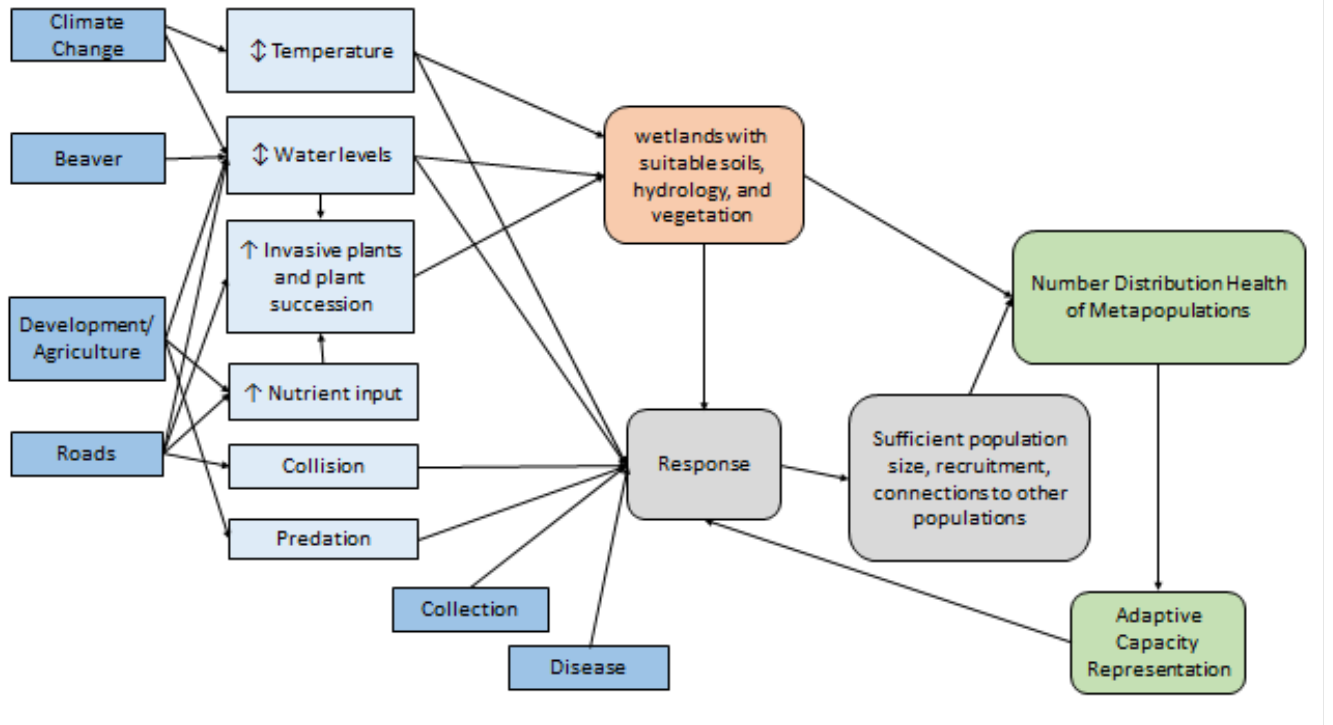 Climate
Change
↕ Temperature
Beaver
↕ Water levels
↑ Invasive plants
and plant
succession
Development/
Agriculture
↑ Nutrient input
Roads
Collision
Predation
Collection
Disease
wetlands with
suitable soils,
hydrology, and
vegetation
Response
Sufficient population
size, recruitment,
connections to other
populations
Number Distribution Health
of Metapopulations
Adaptive
Capacity
Representation